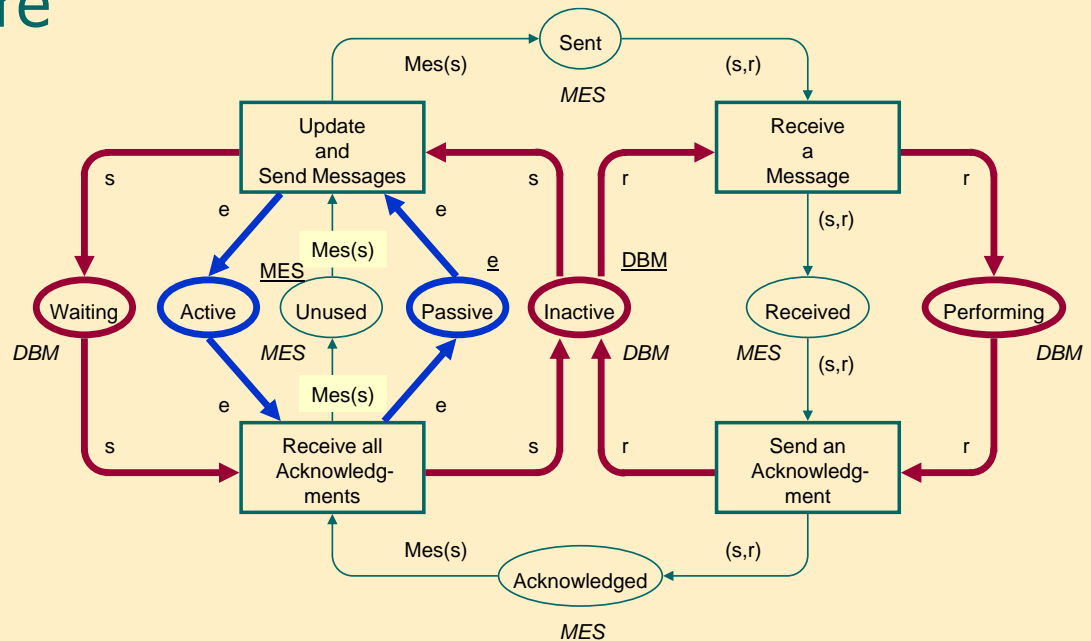 re
Sent
Mes(s)
(s,r)
MES
Update
and
Send Messages
Receive
a
Message
s
s
r
r
e
e
(s,r)
Mes(s)
MES
e
DBM
Waiting
Active
Unused
Passive
Inactive
Received
Performing
DBM
MES
DBM
MES
DBM
(s,r)
Mes(s)
e
e
s
s
r
r
Receive all
Acknowledg-
ments
Send an
Acknowledg-
ment
Mes(s)
(s,r)
Acknowledged
MES